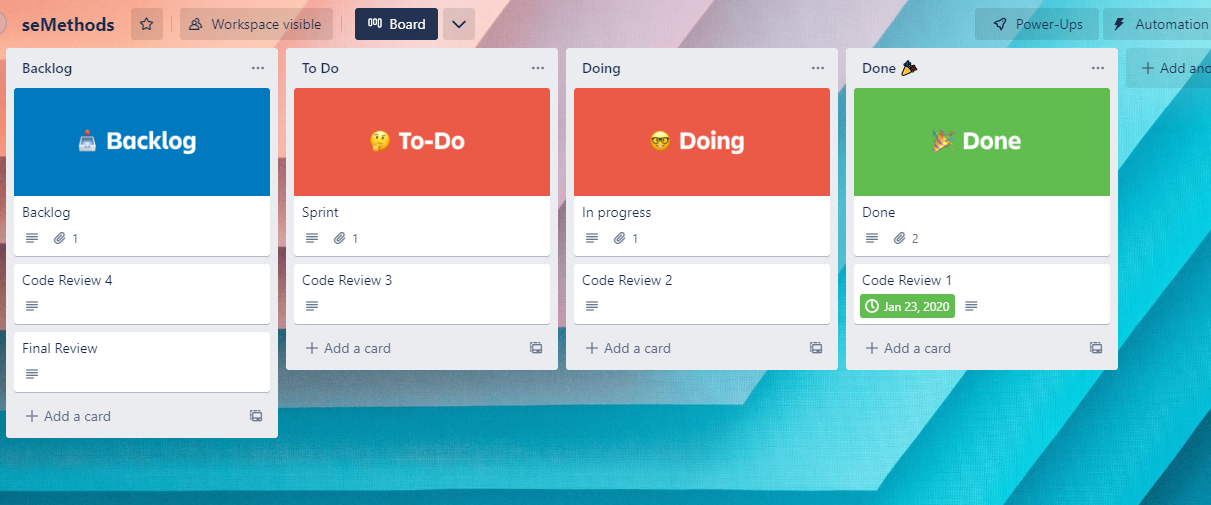 seMethods
Workspace visible
Board
Power-Ups
Automation
Backlog
Backlog
Backlog
1
Code Review 4
Final Review
Add a card
To Do
To-Do
Sprint
1
Code Review 3
Add a card
Doing
Doing
In progress
1
Code Review 2
Add a card
Done
Done
Done
2
Code Review 1
Jan 23, 2020
Add a card
Add